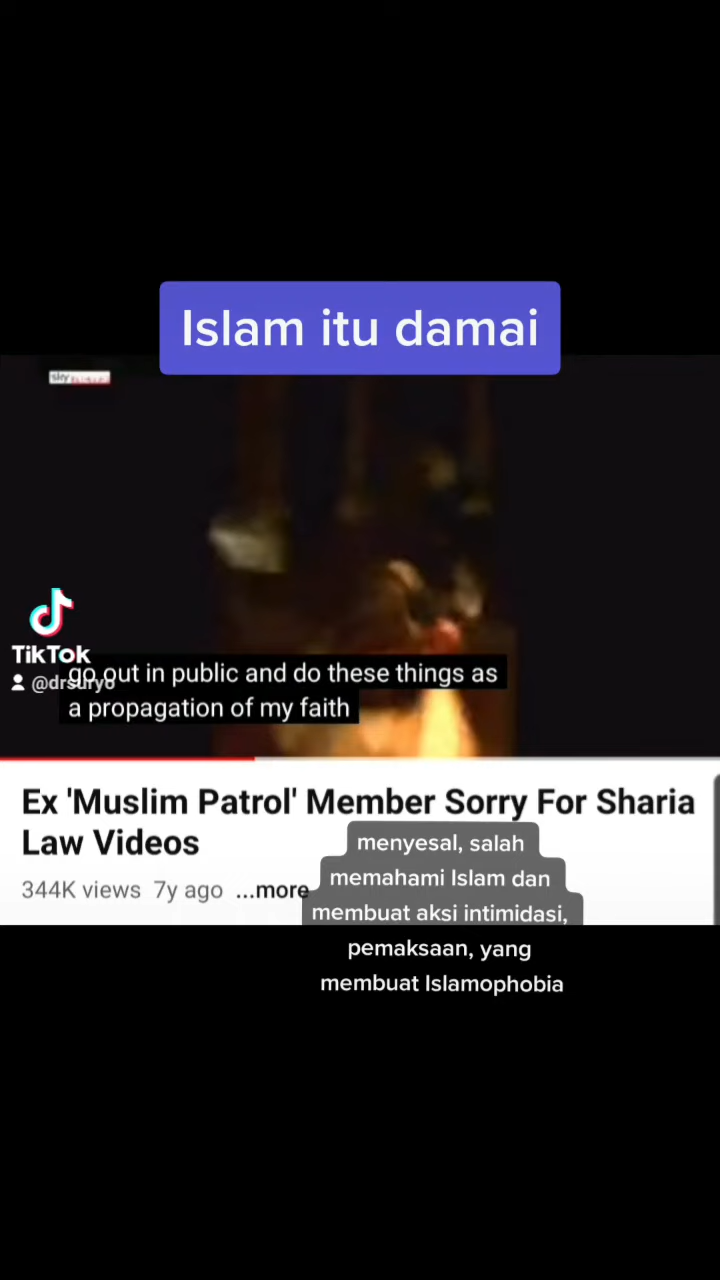 Islam itu damai
sky
TikTok
go out in public and do these things as
@drsuryo
a propagation of my faith
Ex 'Muslim Patrol' Member Sorry For Sharia
Law Videos
344K views 7y ago ...more
menyesal, salah
memahami Islam dan
membuat aksi intimidasi,
pemaksaan, yang
membuat Islamophobia